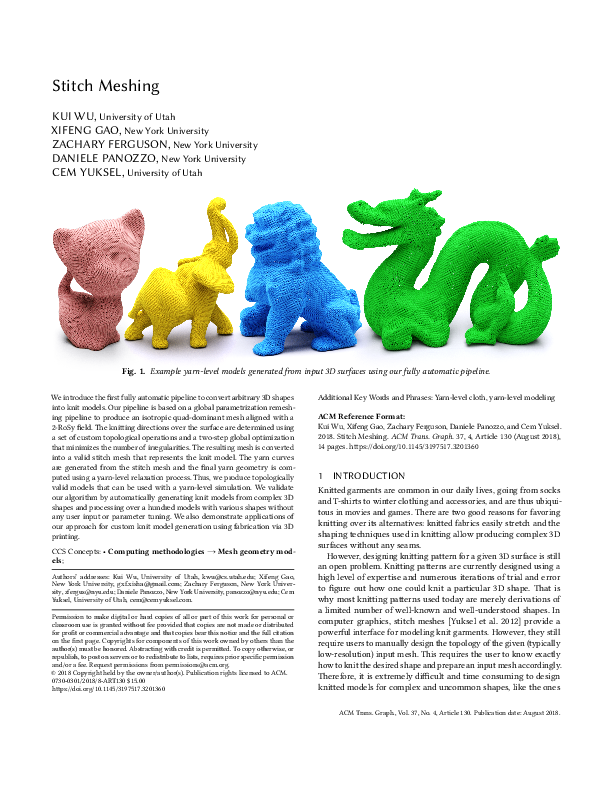 Stitch Meshing
KUI WU, University of Utah
XIFENG GAO, New York University
ZACHARY FERGUSON, New York University
DANIELE PANOZZO, New York University
CEM YUKSEL, University of Utah
Fig. 1. Example yarn-level models generated from input 3D surfaces using our fully automatic pipeline.
We introduce the first fully automatic pipeline to convert arbitrary 3D shapes
into knit models. Our pipeline is based on a global parametrization remesh-
ing pipeline to produce an isotropic quad-dominant mesh aligned with a
2-RoSy field. The knitting directions over the surface are determined using
a set of custom topological operations and a two-step global optimization
that minimizes the number of irregularities. The resulting mesh is converted
into a valid stitch mesh that represents the knit model. The yarn curves
are generated from the stitch mesh and the final yarn geometry is com-
puted using a yarn-level relaxation process. Thus, we produce topologically
valid models that can be used with a yarn-level simulation. We validate
our algorithm by automatically generating knit models from complex 3D
shapes and processing over a hundred models with various shapes without
any user input or parameter tuning. We also demonstrate applications of
our approach for custom knit model generation using fabrication via 3D
printing.
CCS Concepts: • Computing methodologies → Mesh geometry mod-
els;
Authors' addresses: Kui Wu, University of Utah, kwu@cs.utah.edu; Xifeng Gao,
New York University, gxf.xisha@gmail.com; Zachary Ferguson, New York Univer-
sity, zfergus@nyu.edu; Daniele Panozzo, New York University, panozzo@nyu.edu; Cem
Yuksel, University of Utah, cem@cemyuksel.com.
Permission to make digital or hard copies of all or part of this work for personal or
classroom use is granted without fee provided that copies are not made or distributed
for profit or commercial advantage and that copies bear this notice and the full citation
on the first page. Copyrights for components of this work owned by others than the
author(s) must be honored. Abstracting with credit is permitted. To copy otherwise, or
republish, to post on servers or to redistribute to lists, requires prior specific permission
and/or a fee. Request permissions from permissions@acm.org.
© 2018 Copyright held by the owner/author(s). Publication rights licensed to ACM.
0730-0301/2018/8-ART130 $15.00
https://doi.org/10.1145/3197517.3201360
Additional Key Words and Phrases: Yarn-level cloth, yarn-level modeling
ACM Reference Format:
Kui Wu, Xifeng Gao, Zachary Ferguson, Daniele Panozzo, and Cem Yuksel.
2018. Stitch Meshing. ACM Trans. Graph. 37, 4, Article 130 (August 2018),
14 pages. https://doi.org/10.1145/3197517.3201360
1 INTRODUCTION
Knitted garments are common in our daily lives, going from socks
and T-shirts to winter clothing and accessories, and are thus ubiqui-
tous in movies and games. There are two good reasons for favoring
knitting over its alternatives: knitted fabrics easily stretch and the
shaping techniques used in knitting allow producing complex 3D
surfaces without any seams.
However, designing knitting pattern for a given 3D surface is still
an open problem. Knitting patterns are currently designed using a
high level of expertise and numerous iterations of trial and error
to figure out how one could knit a particular 3D shape. That is
why most knitting patterns used today are merely derivations of
a limited number of well-known and well-understood shapes. In
computer graphics, stitch meshes [Yuksel et al. 2012] provide a
powerful interface for modeling knit garments. However, they still
require users to manually design the topology of the given (typically
low-resolution) input mesh. This requires the user to know exactly
how to knit the desired shape and prepare an input mesh accordingly.
Therefore, it is extremely difficult and time consuming to design
knitted models for complex and uncommon shapes, like the ones
ACM Trans. Graph., Vol. 37, No. 4, Article 130. Publication date: August 2018.